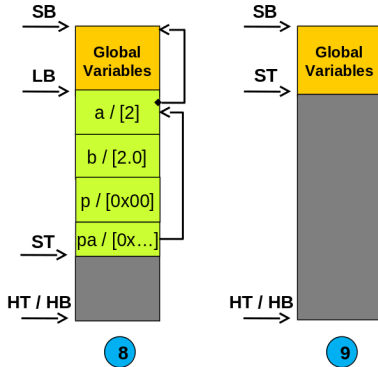 SB
Global
Variables
LB
a / [2]
b / [2.0]
p / [0x00]
pa / [0x...]
ST
HT / HB
8
SB
Global
Variables
ST
HT / HB
9